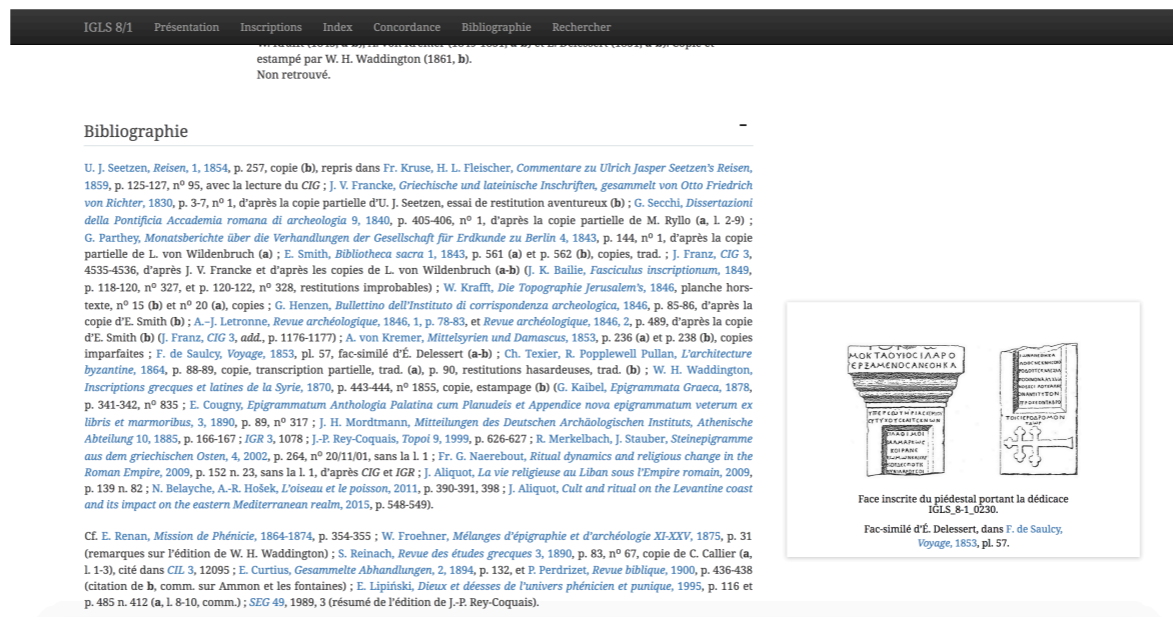 IGLS 8/1 Présentation Inscriptions Index Concordance Bibliographie Rechercher
estampé par W. H. Waddington (1861, b).
Non retrouvé.
Bibliographie
–
U. J. Seetzen, Reisen, 1, 1854, p. 257, copie (b), repris dans Fr. Kruse, H. L. Fleischer, Commentare zu Ulrich Jasper Seetzen's Reisen,
1859, p. 125-127, nº 95, avec la lecture du CIG ; J. V. Francke, Griechische und lateinische Inschriften, gesammelt von Otto Friedrich
von Richter, 1830, p. 3-7, nº 1, d'après la copie partielle d'U. J. Seetzen, essai de restitution aventureux (b) ; G. Secchi, Dissertazioni
della Pontificia Accademia romana di archeologia 9, 1840, p. 405-406, nº 1, d'après la copie partielle de M. Ryllo (a, l. 2-9) ;
G. Parthey, Monatsberichte über die Verhandlungen der Gesellschaft für Erdkunde zu Berlin 4, 1843, p. 144, nº 1, d'après la copie
partielle de L. von Wildenbruch (a) ; E. Smith, Bibliotheca sacra 1, 1843, p. 561 (a) et p. 562 (b), copies, trad. ; J. Franz, CIG 3,
4535-4536, d'après J. V. Francke et d'après les copies de L. von Wildenbruch (a-b) (J. K. Bailie, Fasciculus inscriptionum, 1849,
p. 118-120, nº 327, et p. 120-122, nº 328, restitutions improbables) ; W. Krafft, Die Topographie Jerusalem's, 1846, planche hors-
texte, nº 15 (b) et nº 20 (a), copies ; G. Henzen, Bullettino dell'Instituto di corrispondenza archeologica, 1846, p. 85-86, d'après la
copie d'E. Smith (b) ; A.–J. Letronne, Revue archéologique, 1846, 1, p. 78-83, et Revue archéologique, 1846, 2, p. 489, d'après la copie
d'E. Smith (b) (J. Franz, CIG 3, add., p. 1176-1177) ; A. von Kremer, Mittelsyrien und Damascus, 1853, p. 236 (a) et p. 238 (b), copies
imparfaites ; F. de Saulcy, Voyage, 1853, pl. 57, fac-similé d'É. Delessert (a-b) ; Ch. Texier, R. Popplewell Pullan, L'architecture
byzantine, 1864, p. 88-89, copie, transcription partielle, trad. (a), p. 90, restitutions hasardeuses, trad. (b) ; W. H. Waddington,
Inscriptions grecques et latines de la Syrie, 1870, p. 443-444, nº 1855, copie, estampage (b) (G. Kaibel, Epigrammata Graeca, 1878,
p. 341-342, nº 835 ; E. Cougny, Epigrammatum Anthologia Palatina cum Planudeis et Appendice nova epigrammatum veterum ex
libris et marmoribus, 3, 1890, p. 89, nº 317 ; J. H. Mordtmann, Mitteilungen des Deutschen Archäologischen Instituts, Athenische
Abteilung 10, 1885, p. 166-167 ; IGR 3, 1078 ; J.-P. Rey-Coquais, Topoi 9, 1999, p. 626-627 ; R. Merkelbach, J. Stauber, Steinepigramme
aus dem griechischen Osten, 4, 2002, p. 264, nº 20/11/01, sans la l. 1 ; Fr. G. Naerebout, Ritual dynamics and religious change in the
Roman Empire, 2009, p. 152 n. 23, sans la l. 1, d'après CIG et IGR ; J. Aliquot, La vie religieuse au Liban sous l'Empire romain, 2009,
p. 139 n. 82 ; N. Belayche, A.-R. Hošek, L'oiseau et le poisson, 2011, p. 390-391, 398 ; J. Aliquot, Cult and ritual on the Levantine coast
and its impact on the eastern Mediterranean realm, 2015, p. 548-549).
Cf. E. Renan, Mission de Phénicie, 1864-1874, p. 354-355 ; W. Froehner, Mélanges d'épigraphie et d'archéologie XI-XXV, 1875, p. 31
(remarques sur l'édition de W. H. Waddington) ; S. Reinach, Revue des études grecques 3, 1890, p. 83, nº 67, copie de C. Callier (a,
l. 1-3), cité dans CIL 3, 12095 ; E. Curtius, Gesammelte Abhandlungen, 2, 1894, p. 132, et P. Perdrizet, Revue biblique, 1900, p. 436-438
(citation de b, comm. sur Ammon et les fontaines) ; E. Lipiński, Dieux et déesses de l'univers phénicien et punique, 1995, p. 116 et
p. 485 n. 412 (a, l. 8-10, comm.) ; SEG 49, 1989, 3 (résumé de l'édition de J.-P. Rey-Coquais).
ΜΟΚΤΑΟΥΙΟCΙΛΑΡΟ
ΕΡΞΑΜΕΝΟCΑΝΕΘΗΚΑ
Face inscrite du piédestal portant la dédicace
IGLS_8-1_0230.
Fac-similé d'É. Delessert, dans F. de Saulcy,
Voyage, 1853, pl. 57.